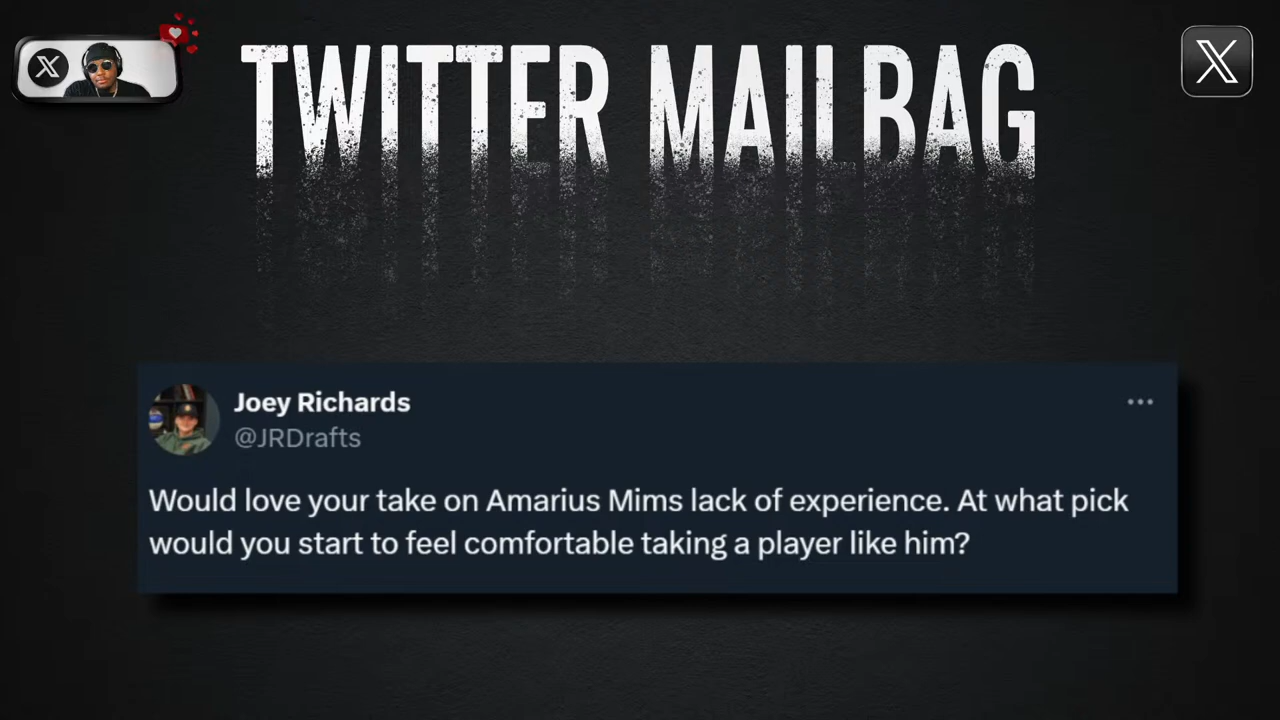 TWITTER MAILBAG
Joey Richards
@JRDrafts
Would love your take on Amarius Mims lack of experience. At what pick
would you start to feel comfortable taking a player like him?